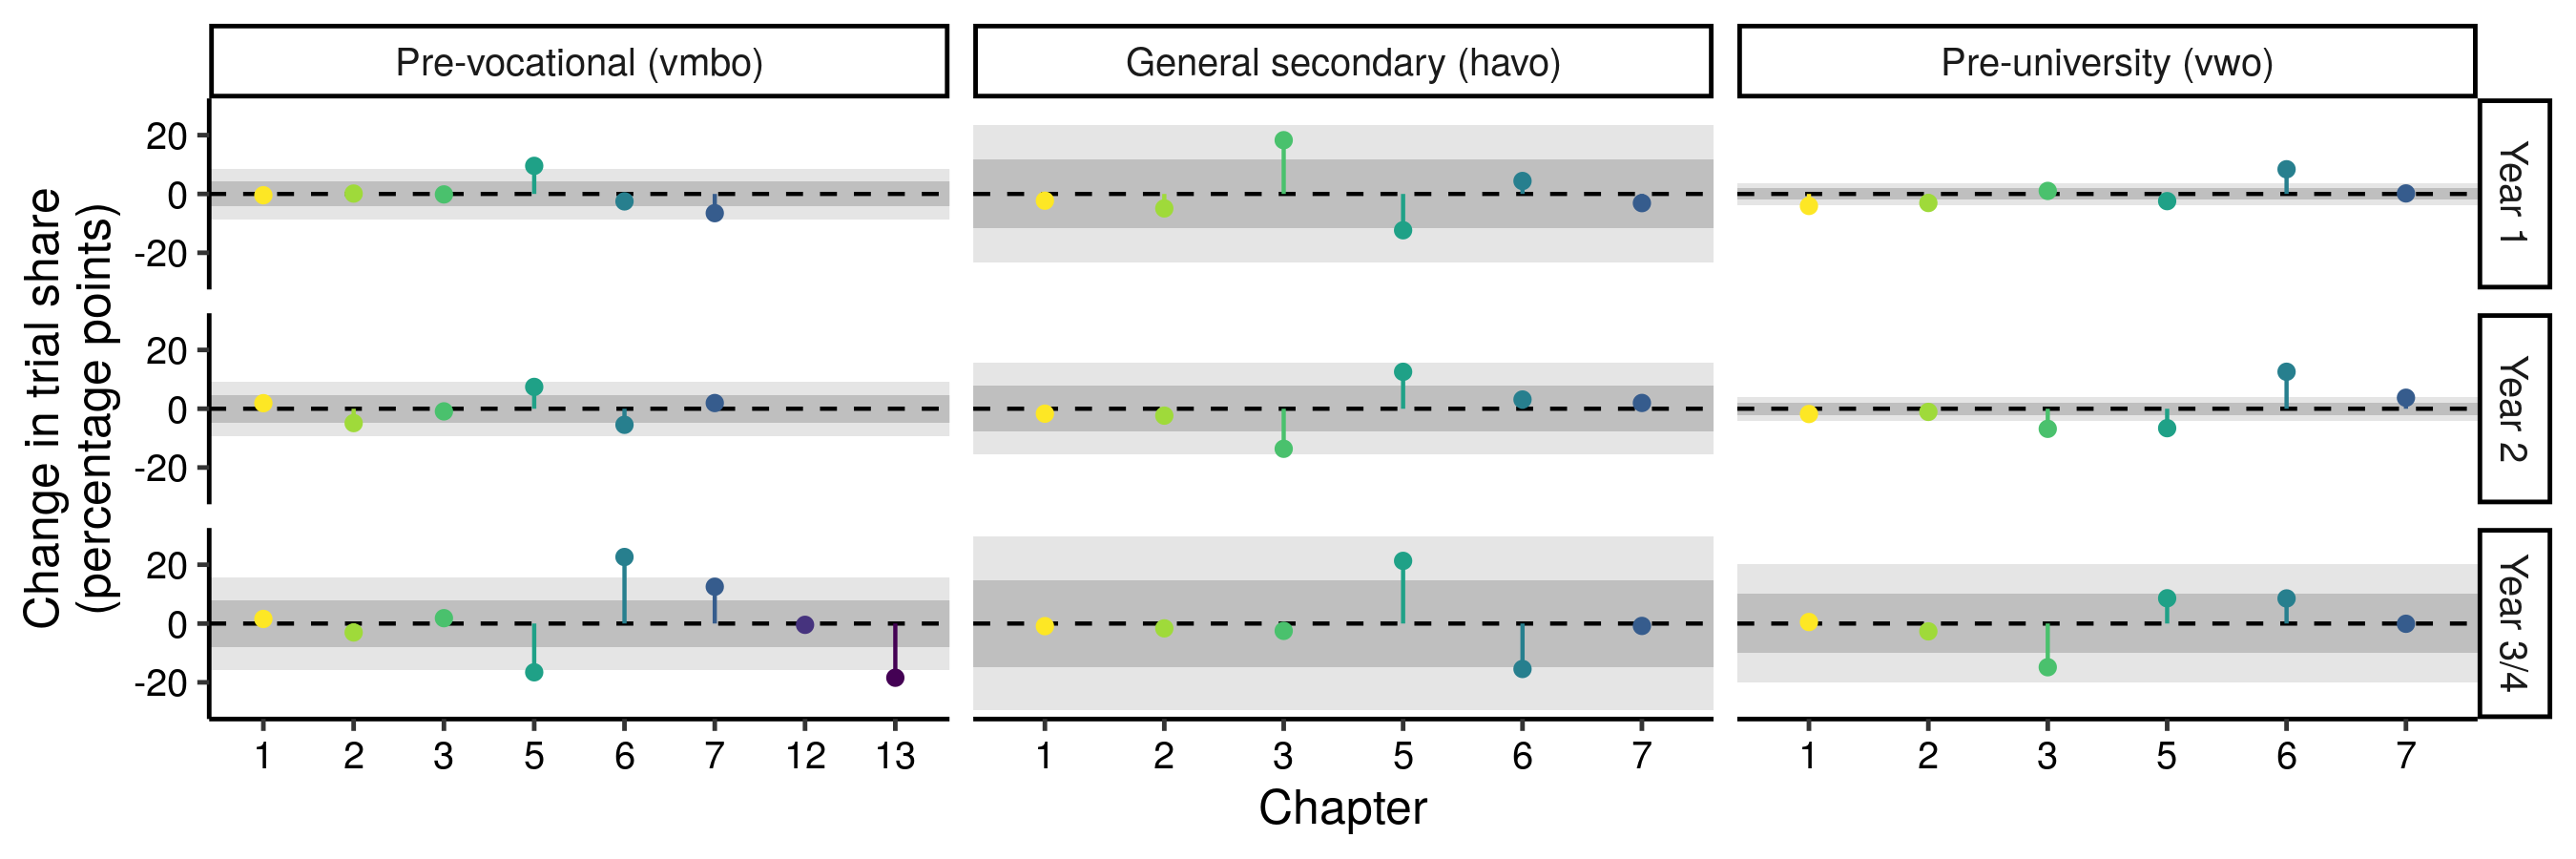 Pre-vocational (vmbo)
General secondary (havo)
Pre-university (vwo)
Change in trial share
(percentage points)
20
0
-20
Year 1
20
0
-20
Year 2
20
0
-20
Year 3/4
1 2 3 5 6 7 12 13
1 2 3 5 6 7
1 2 3 5 6 7
Chapter